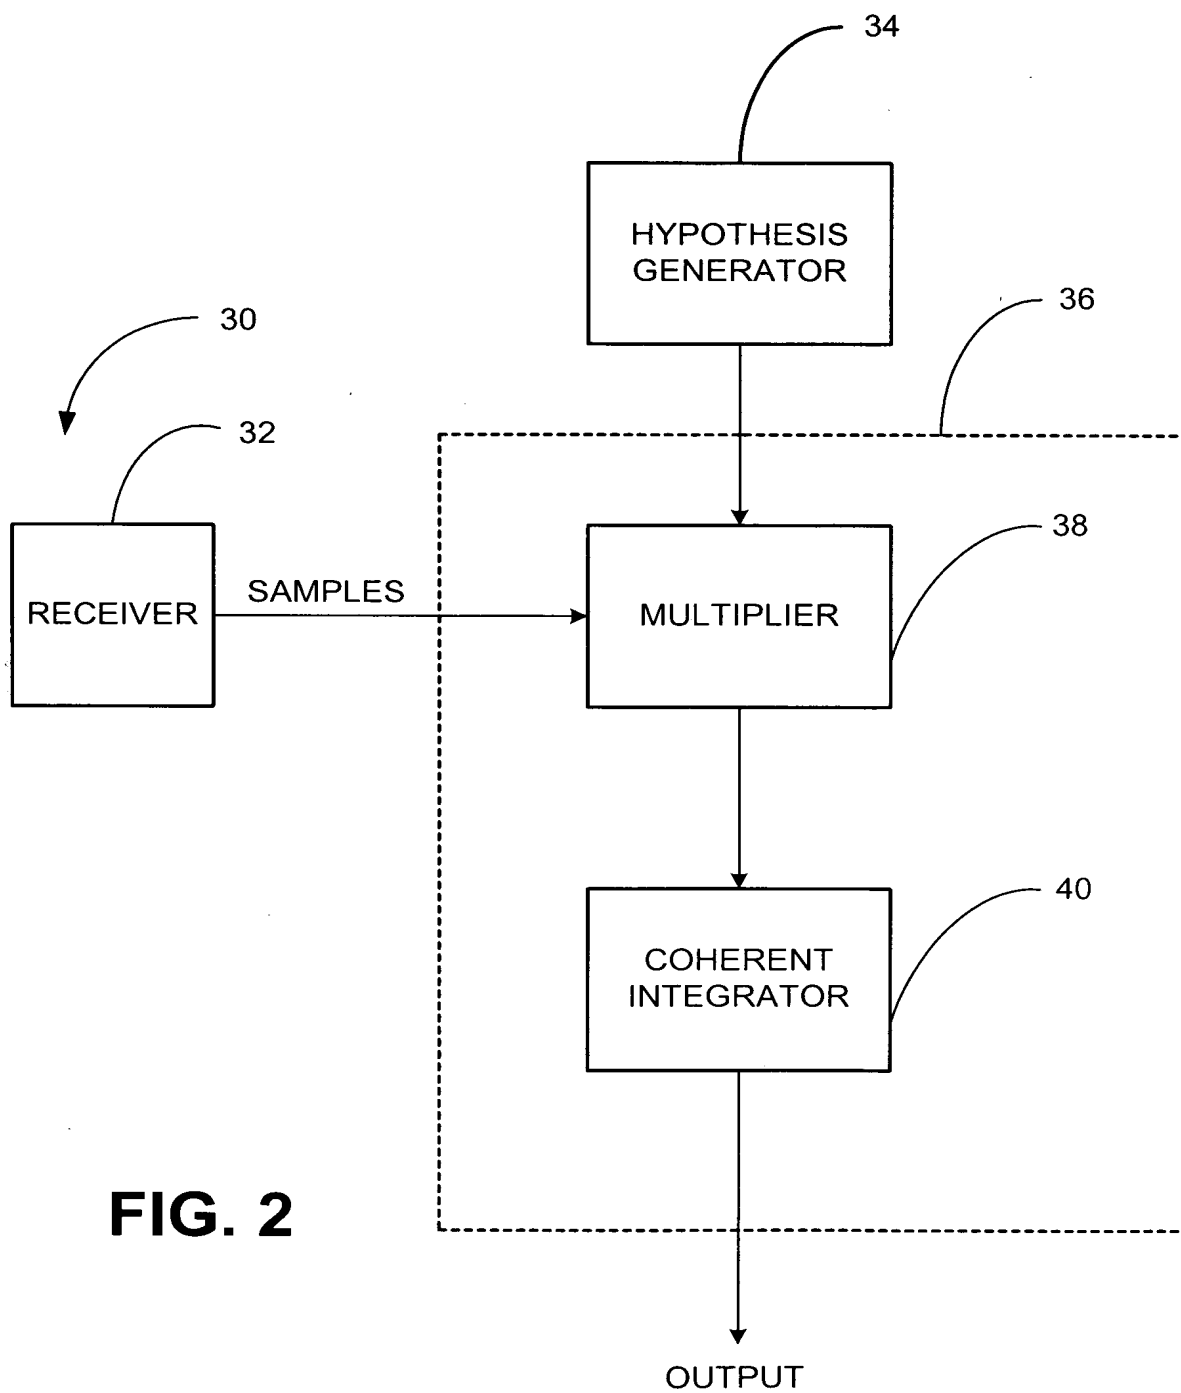 34
HYPOTHESIS
GENERATOR
36
30
32
38
SAMPLES
RECEIVER
MULTIPLIER
40
COHERENT
INTEGRATOR
FIG. 2
OUTPUT